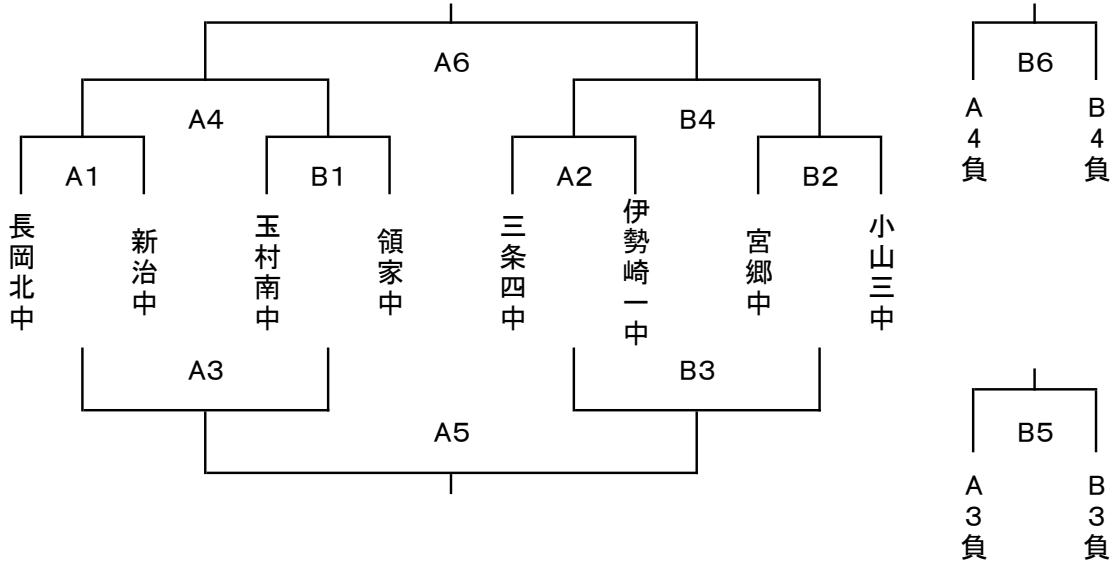 A6
B6
A4
B4
A4負
B4負
A1
B1
A2
B2
長岡北中
新治中
玉村南中
領家中
三条四中
伊勢崎一中
宮郷中
小山三中
A3
B3
A5
B5
A3負
B3負